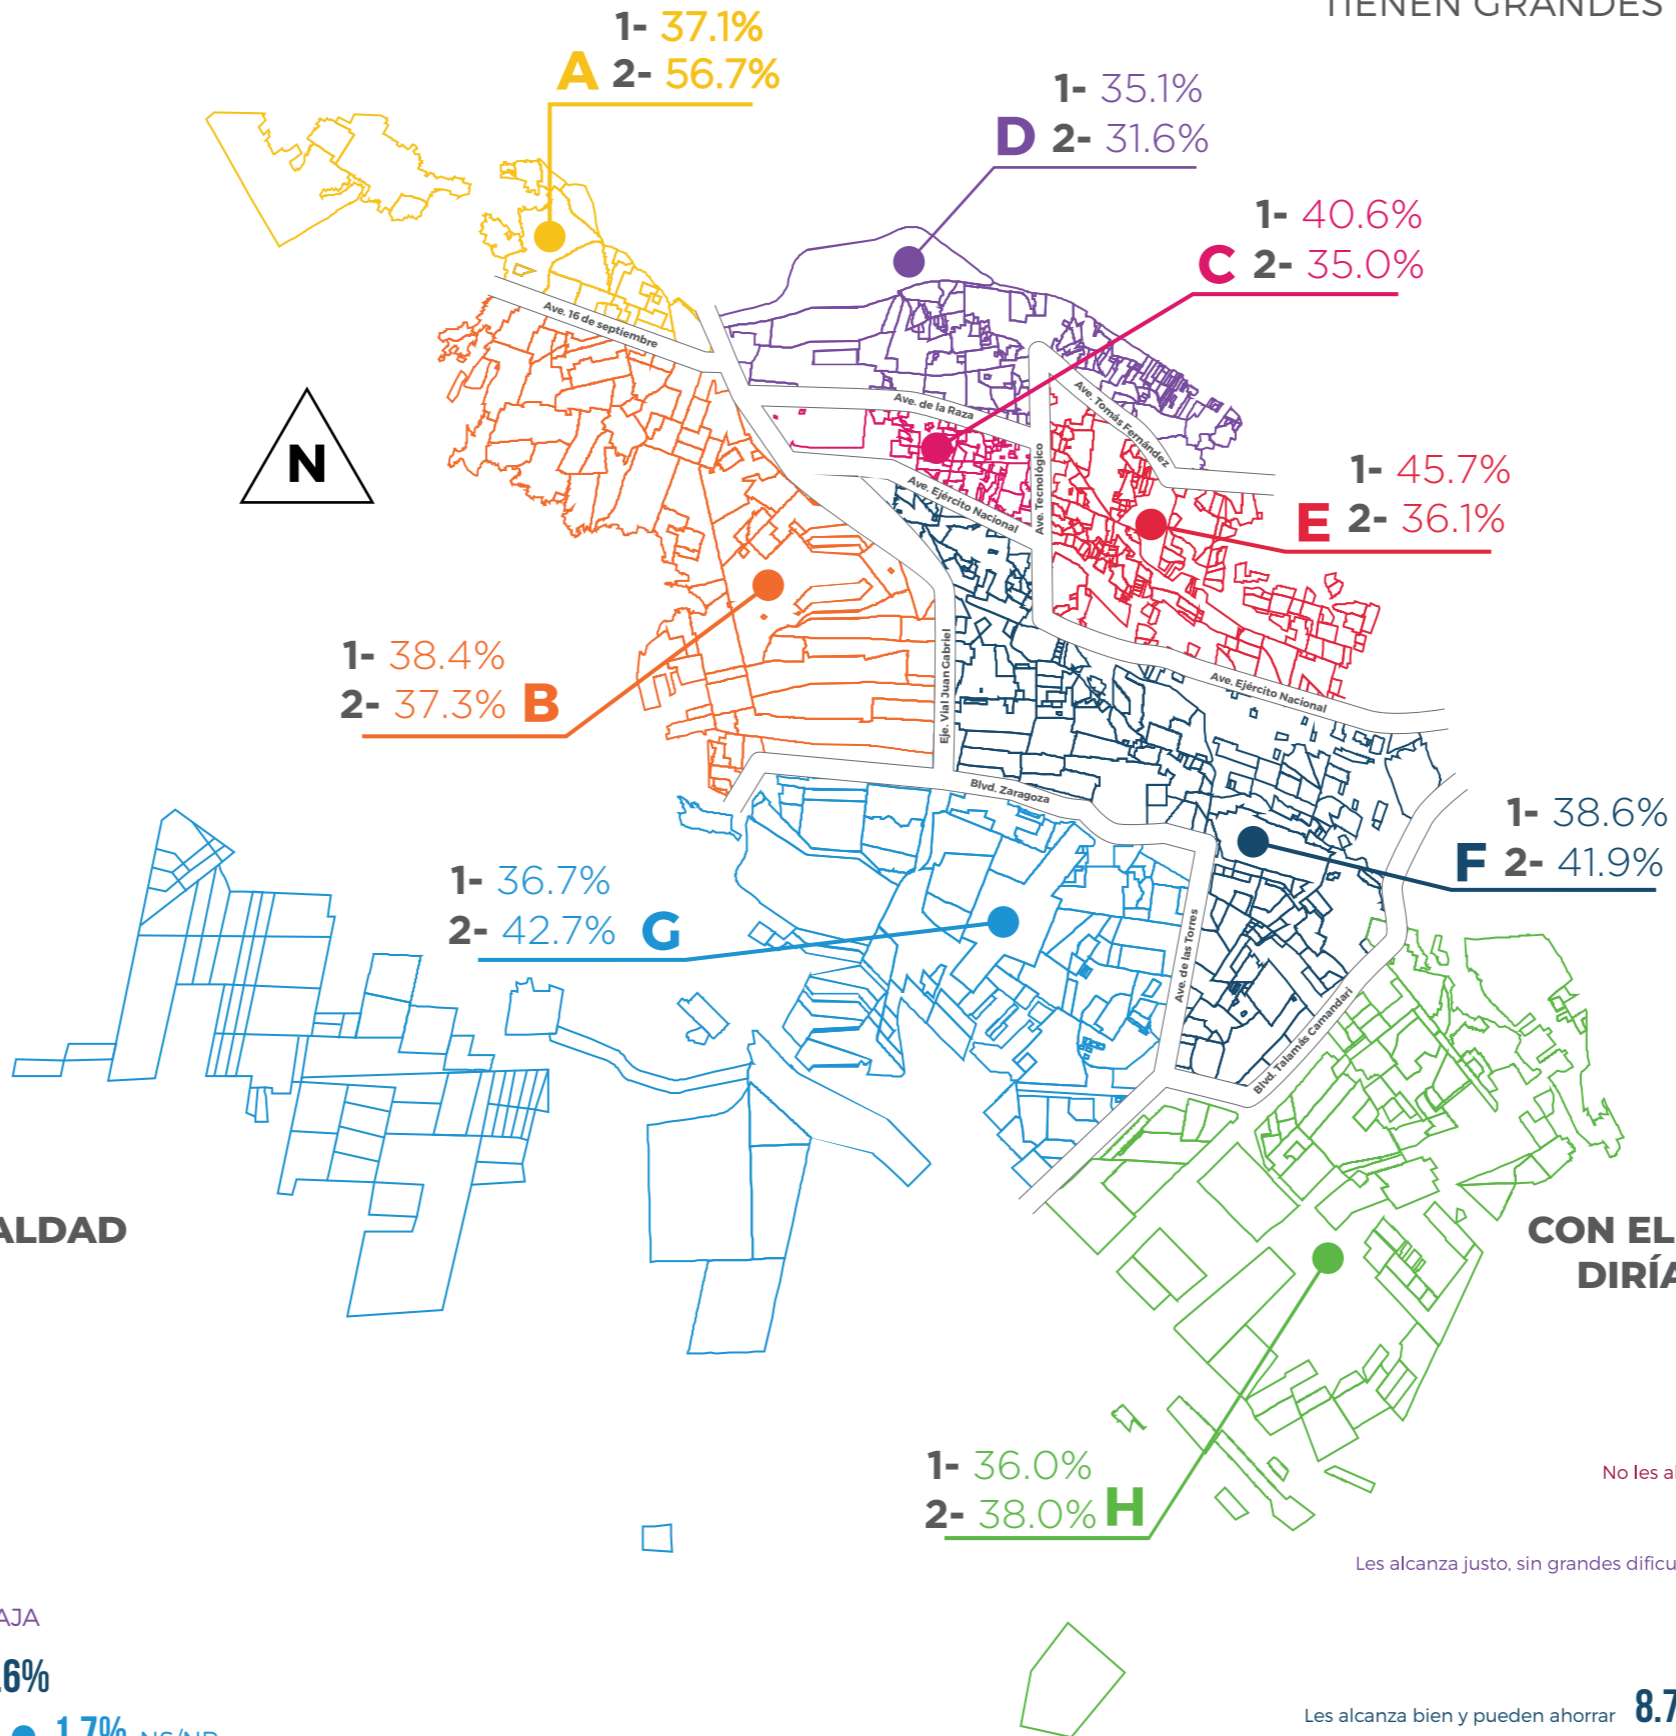 TIENEN GRANDES
1- 37.1%
A 2- 56.7%
1- 35.1%
D 2- 31.6%
1- 40.6%
C 2- 35.0%
Ave. 16 de septiembre
Ave. de la Raza
Ave. Tomás Fernández
N
Ave. Tecnológico
Ave. Ejército Nacional
1- 45.7%
E 2- 36.1%
1- 38.4%
2- 37.3% B
Eje. Vial Juan Gabriel
Ave. Ejército Nacional
Blvd. Zaragoza
1- 38.6%
F 2- 41.9%
1- 36.7%
2- 42.7% G
Ave. de las Torres
Blvd. Talamás Camandari
ALDAD
CON EL
DIRÍA
1- 36.0%
2- 38.0% H
No les al
Les alcanza justo, sin grandes dificu
AJA
.6%
1.7% NS/NR
Les alcanza bien y pueden ahorrar 8.7